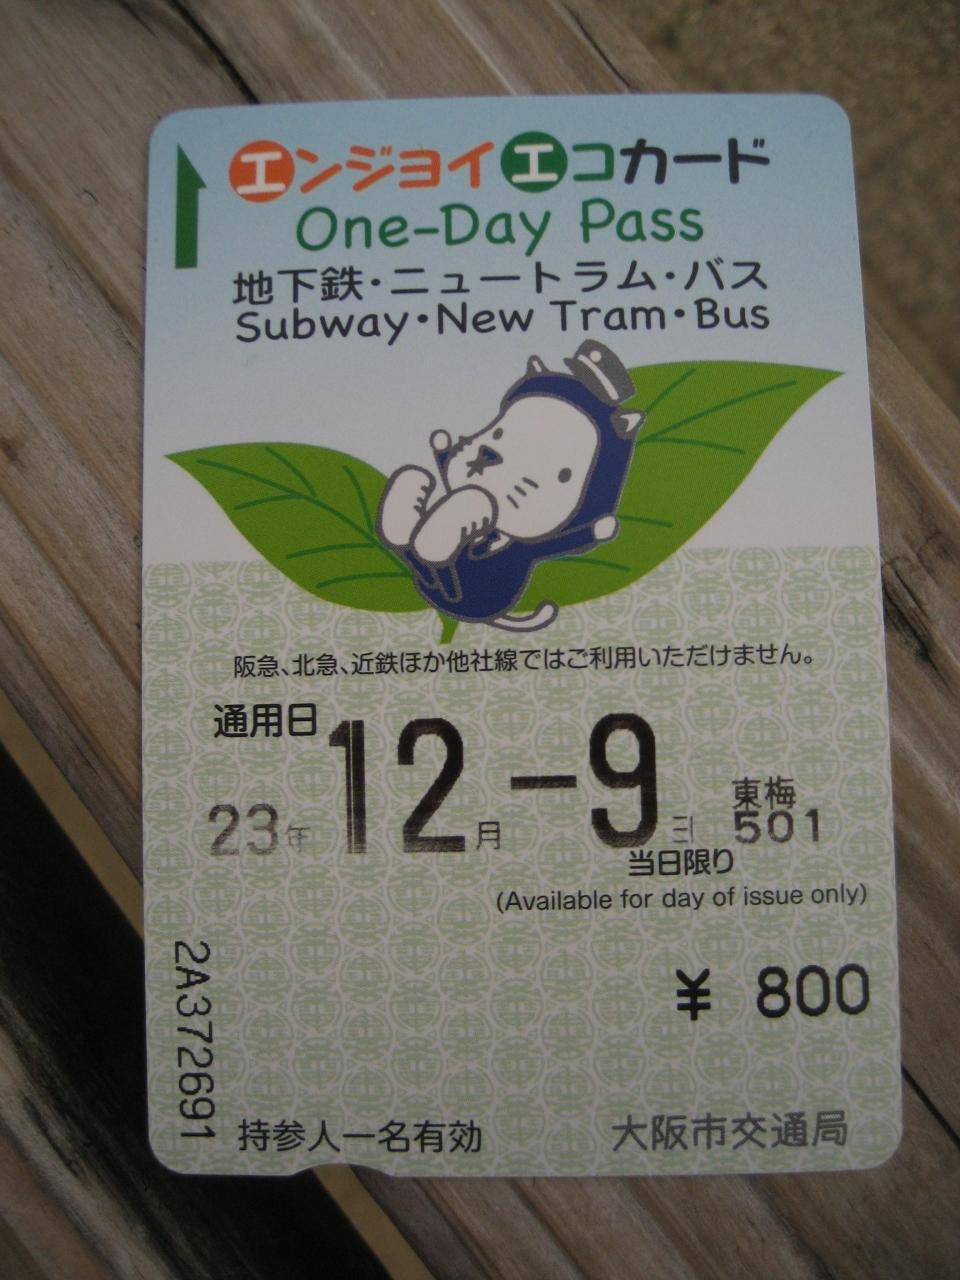 エンジョイエコカード
One-Day Pass
地下鉄・ニュートラム・バス
Subway・New Tram・Bus
阪急、北急、近鉄ほか他社線ではご利用いただけません。
通用日
23年12月-9日 東梅
501
当日限り
(Available for day of issue only)
¥ 800
2A372691
持参人一名有効
大阪市交通局